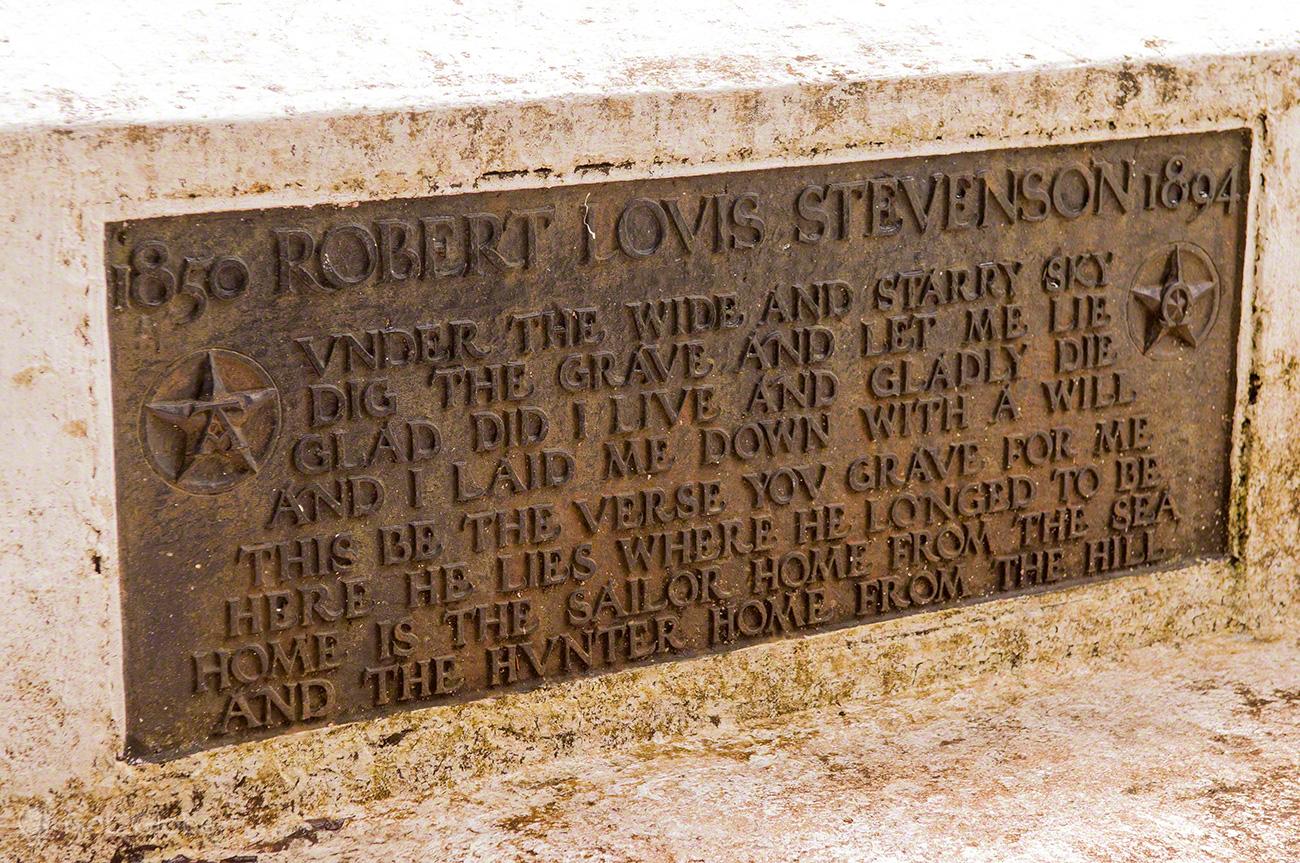 1850 ROBERT LOVIS STEVENSON 1894
VNDER THE WIDE AND STARRY SKY
DIG THE GRAVE AND LET ME LIE
GLAD DID I LIVE AND GLADLY DIE
AND I LAID ME DOWN WITH A WILL
THIS BE THE VERSE YOV GRAVE FOR ME
HERE HE LIES WHERE HE LONGED TO BE
HOME IS THE SAILOR HOME FROM THE SEA
AND THE HVNTER HOME FROM THE HILL
Α
Ω